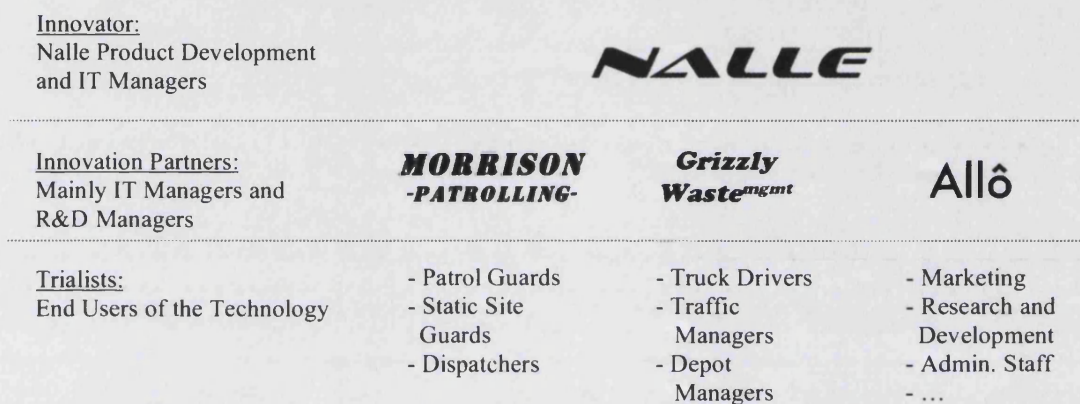 Innovator:
Nalle Product Development
and IT Managers
NALLE
Innovation Partners:
Mainly IT Managers and
R&D Managers
MORRISON
-PATROLLING-
Grizzly
Wasteᵐᵍᵐᵗ
Allô
Trialists:
End Users of the Technology
- Patrol Guards
- Static Site
Guards
- Dispatchers
- Truck Drivers
- Traffic
Managers
- Depot
Managers
- Marketing
- Research and
Development
- Admin. Staff
- ...